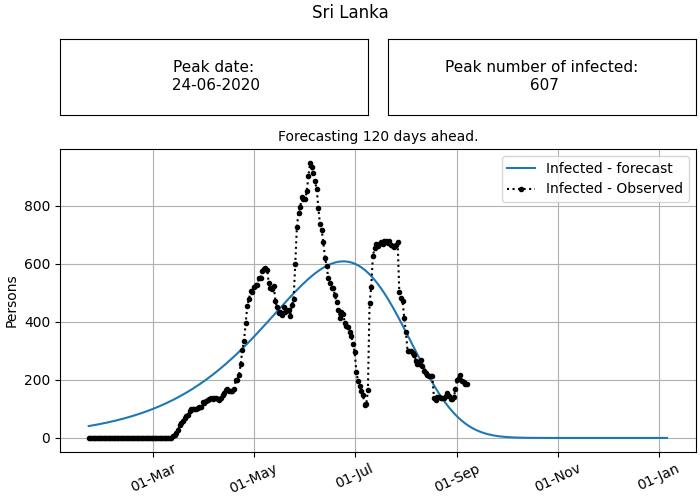 Sri Lanka
Peak date:
24-06-2020
Peak number of infected:
607
Forecasting 120 days ahead.
Infected - forecast
Infected - Observed
Persons
800
600
400
200
0
01-Mar
01-May
01-Jul
01-Sep
01-Nov
01-Jan